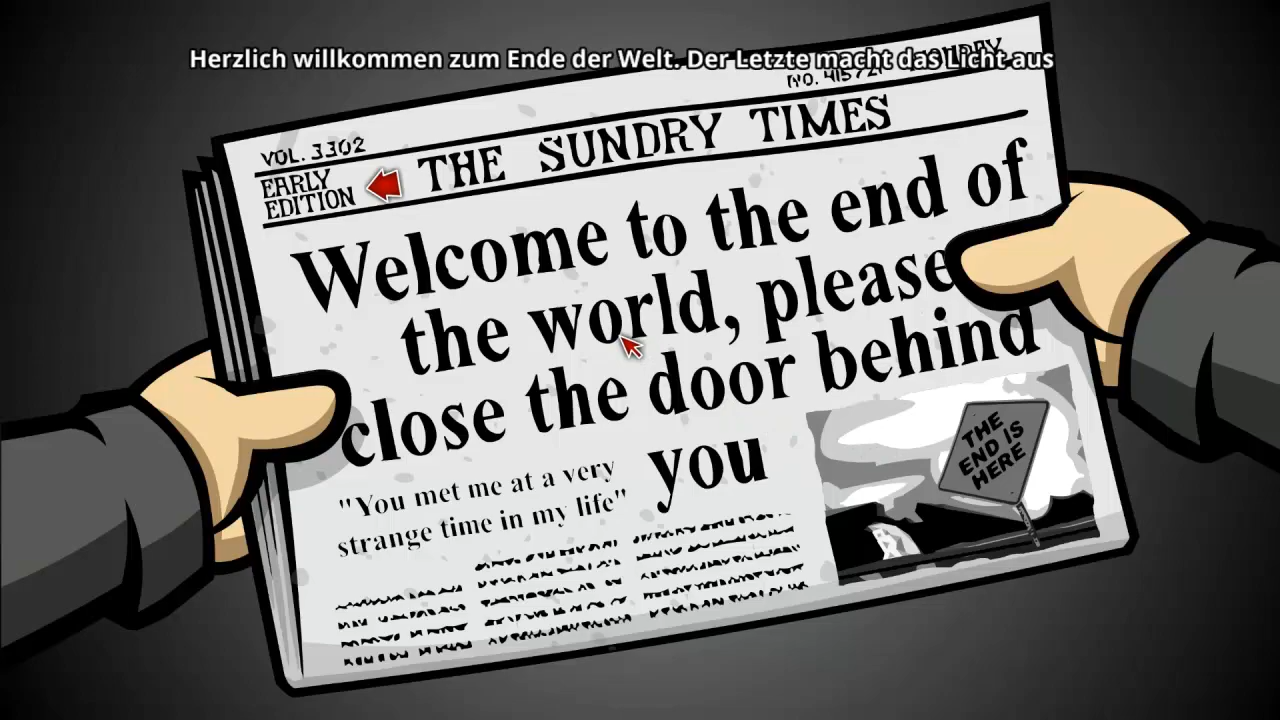 Herzlich willkommen zum Ende der Welt. Der Letzte macht das Licht aus
VOL. 3302
EARLY
EDITION
THE SUNDRY TIMES
Welcome to the end of
the world, please
close the door behind
you
"You met me at a very
strange time in my life"
THE
END IS
HERE